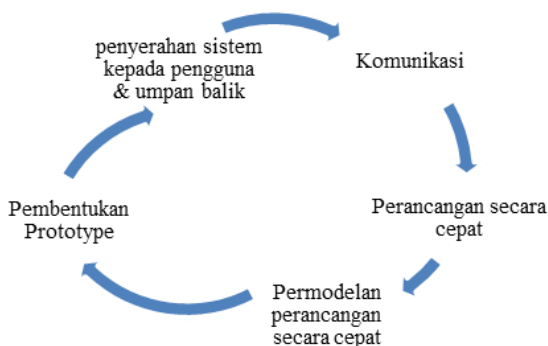 penyerahan sistem
kepada pengguna
& umpan balik
Komunikasi
Perancangan secara
cepat
Permodelan
perancangan
secara cepat
Pembentukan
Prototype